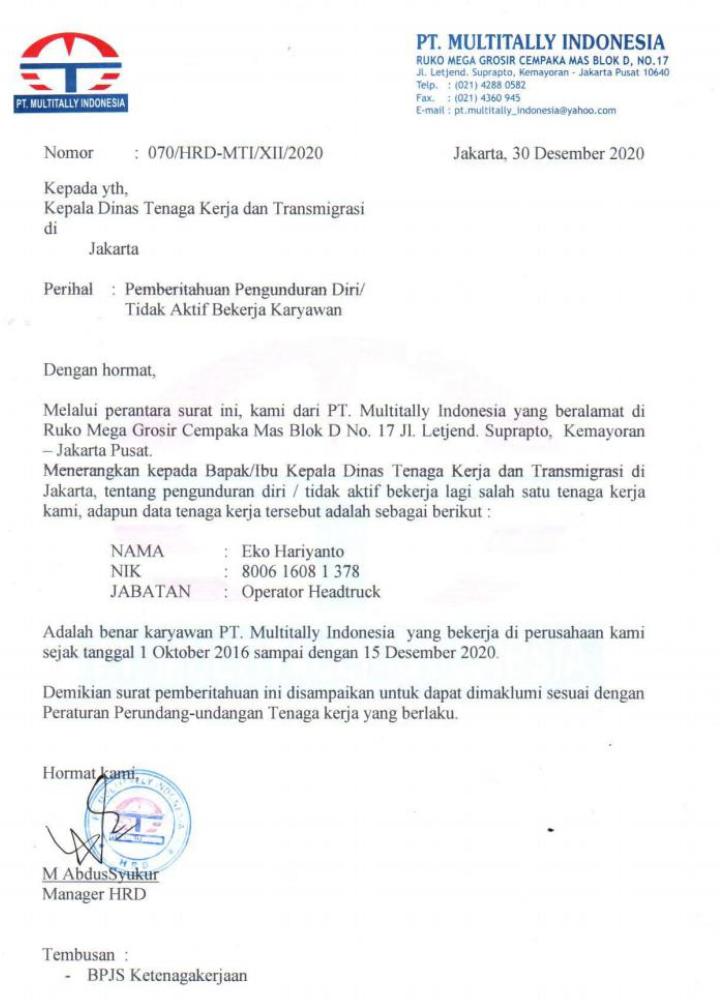 PT. MULTITALLY INDONESIA
PT. MULTITALLY INDONESIA
RUKO MEGA GROSIR CEMPAKA MAS BLOK D, NO.17
Jl. Letjend. Suprapto, Kemayoran - Jakarta Pusat 10640
Telp. : (021) 4288 0582
Fax. : (021) 4360 945
E-mail : pt.multitally_indonesia@yahoo.com
Nomor : 070/HRD-MTI/XII/2020
Jakarta, 30 Desember 2020
Kepada yth,
Kepala Dinas Tenaga Kerja dan Transmigrasi
di
Jakarta
Perihal : Pemberitahuan Pengunduran Diri/
Tidak Aktif Bekerja Karyawan
Dengan hormat,
Melalui perantara surat ini, kami dari PT. Multitally Indonesia yang beralamat di
Ruko Mega Grosir Cempaka Mas Blok D No. 17 Jl. Letjend. Suprapto, Kemayoran
– Jakarta Pusat.
Menerangkan kepada Bapak/Ibu Kepala Dinas Tenaga Kerja dan Transmigrasi di
Jakarta, tentang pengunduran diri / tidak aktif bekerja lagi salah satu tenaga kerja
kami, adapun data tenaga kerja tersebut adalah sebagai berikut :
NAMA : Eko Hariyanto
NIK : 8006 1608 1 378
JABATAN : Operator Headtruck
Adalah benar karyawan PT. Multitally Indonesia yang bekerja di perusahaan kami
sejak tanggal 1 Oktober 2016 sampai dengan 15 Desember 2020.
Demikian surat pemberitahuan ini disampaikan untuk dapat dimaklumi sesuai dengan
Peraturan Perundang-undangan Tenaga kerja yang berlaku.
Hormat kami,
HRD
M AbdusSyukur
Manager HRD
Tembusan :
- BPJS Ketenagakerjaan